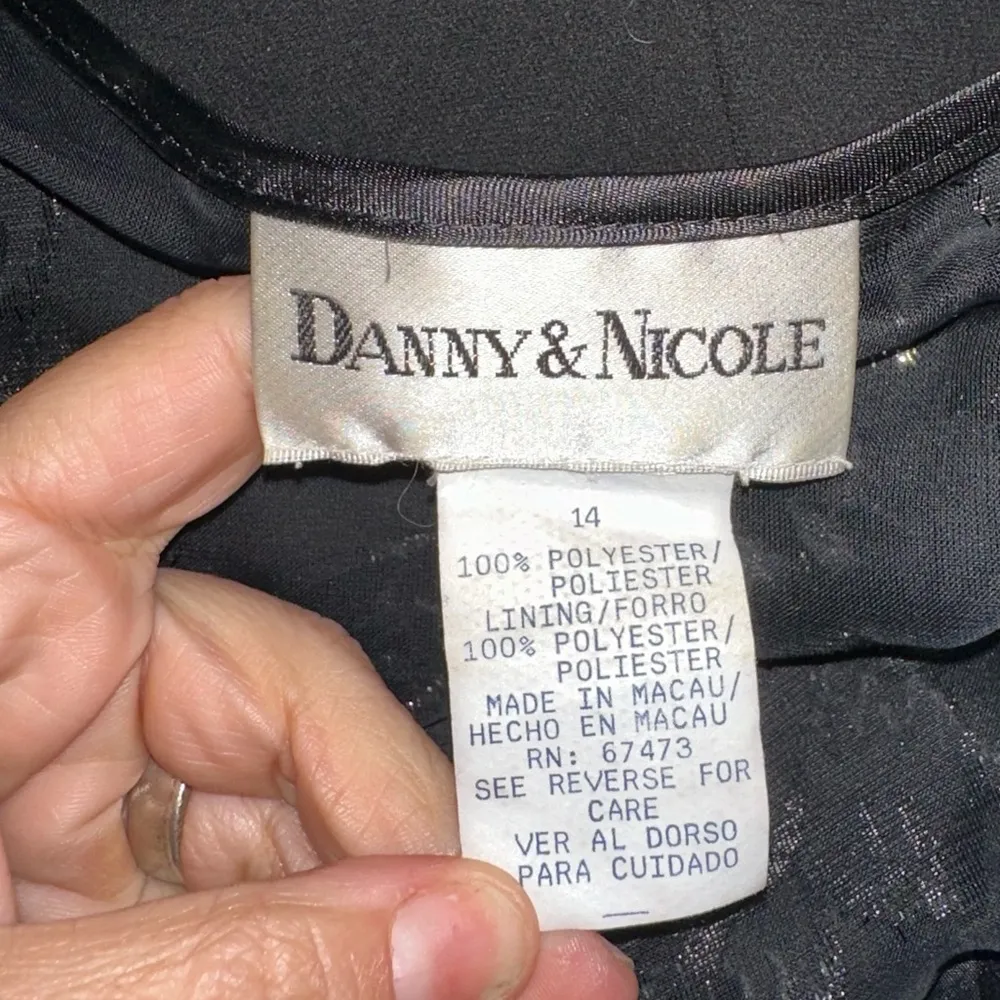 DANNY & NICOLE
14
100% POLYESTER/
POLIESTER
LINING/FORRO
100% POLYESTER/
POLIESTER
MADE IN MACAU/
HECHO EN MACAU
RN: 67473
SEE REVERSE FOR
CARE
VER AL DORSO
PARA CUIDADO